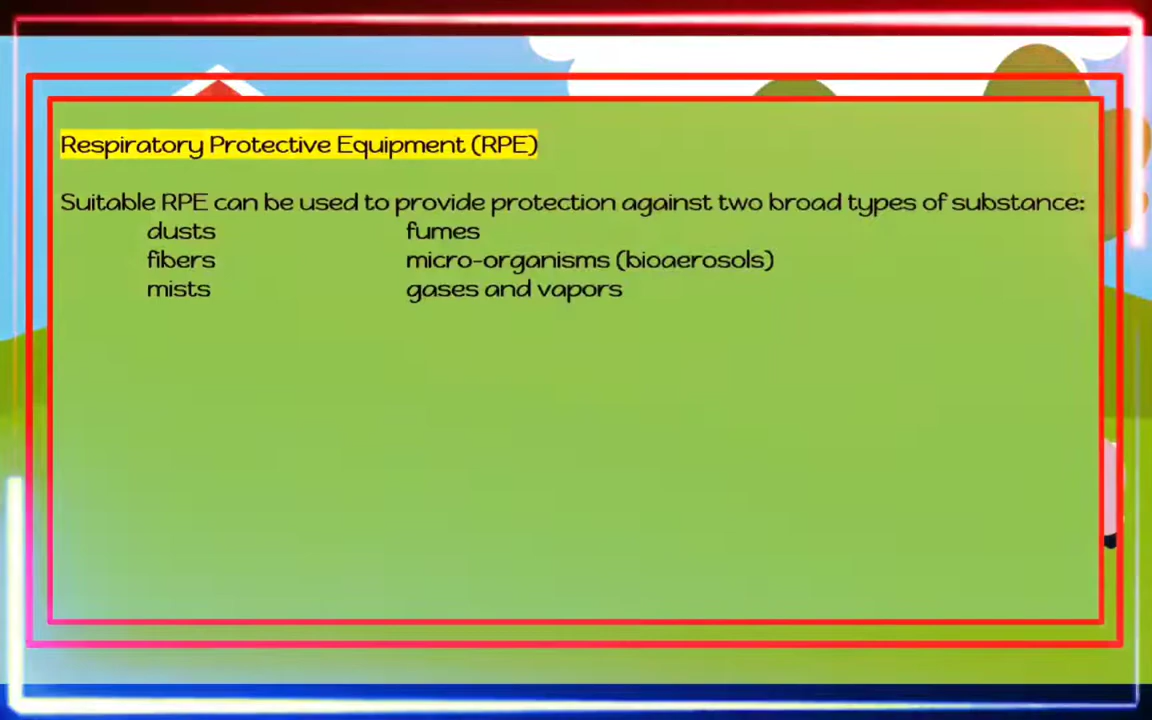 Respiratory Protective Equipment (RPE)
Suitable RPE can be used to provide protection against two broad types of substance:
dusts fumes
fibers micro-organisms (bioaerosols)
mists gases and vapors